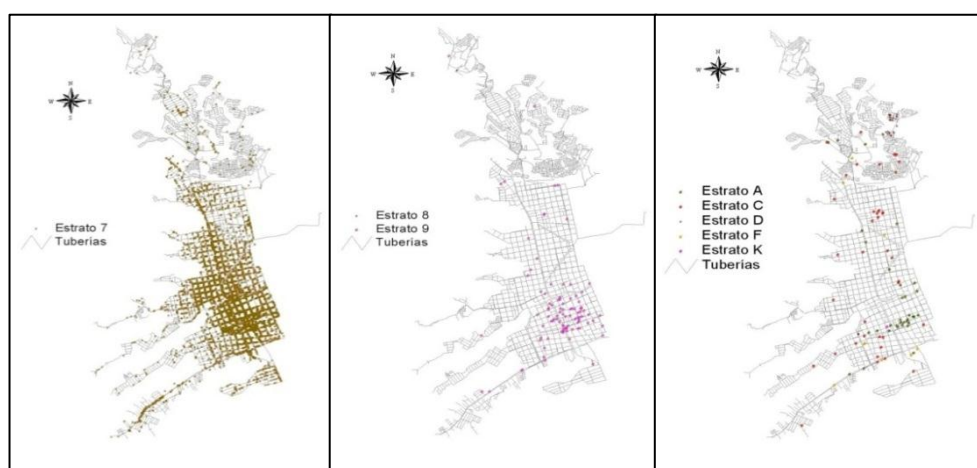 N
W E
S
Estrato 7
Tuberías
N
W E
S
Estrato 8
Estrato 9
Tuberías
N
W E
S
Estrato A
Estrato C
Estrato D
Estrato F
Estrato K
Tuberías